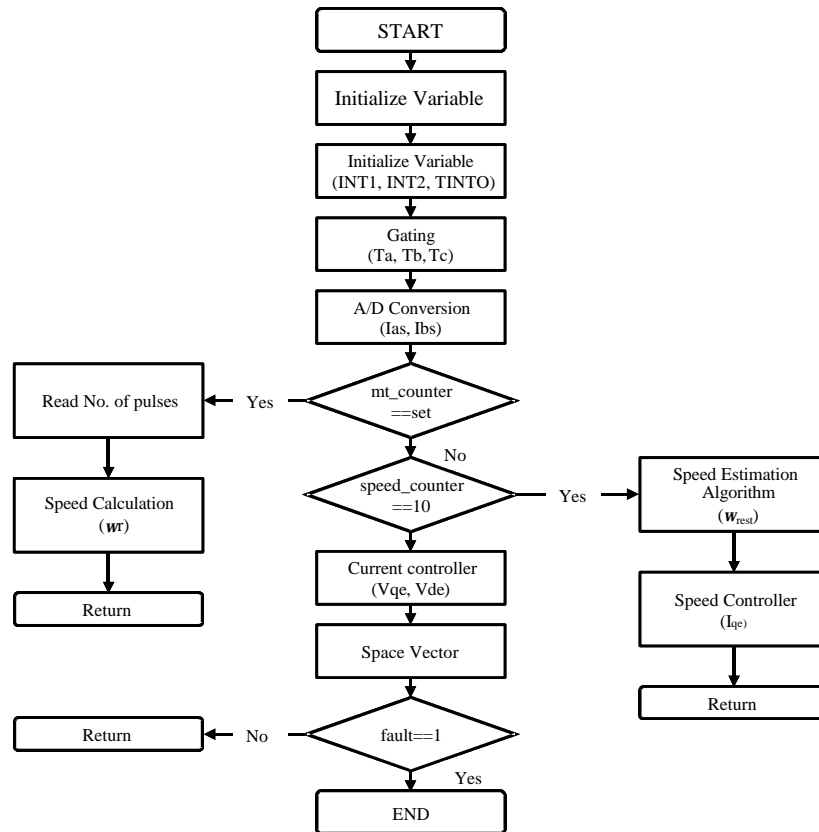 START
Initialize Variable
Initialize Variable
(INT1, INT2, TINTO)
Gating
(Ta, Tb, Tc)
A/D Conversion
(Ias, Ibs)
mt_counter
==set
Yes
Read No. of pulses
Speed Calculation
(wr)
Return
No
speed_counter
==10
Yes
Speed Estimation
Algorithm
(wrest)
Speed Controller
(Iqe)
Return
Current controller
(Vqe, Vde)
Space Vector
fault==1
No
Return
Yes
END